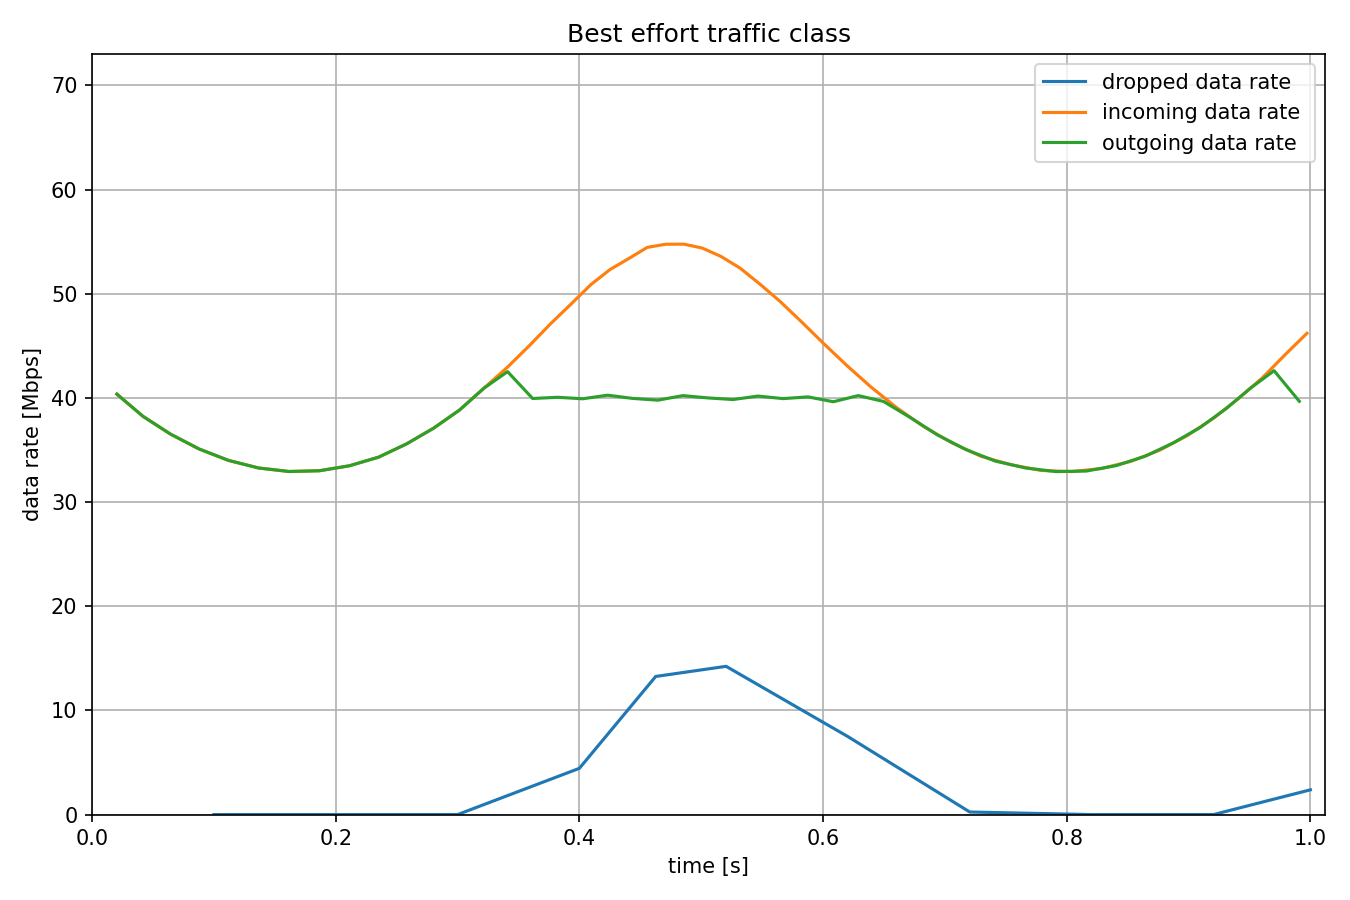 Best effort traffic class
dropped data rate
incoming data rate
outgoing data rate
data rate [Mbps]
70
60
50
40
30
20
10
0
0.0 0.2 0.4 0.6 0.8 1.0
time [s]